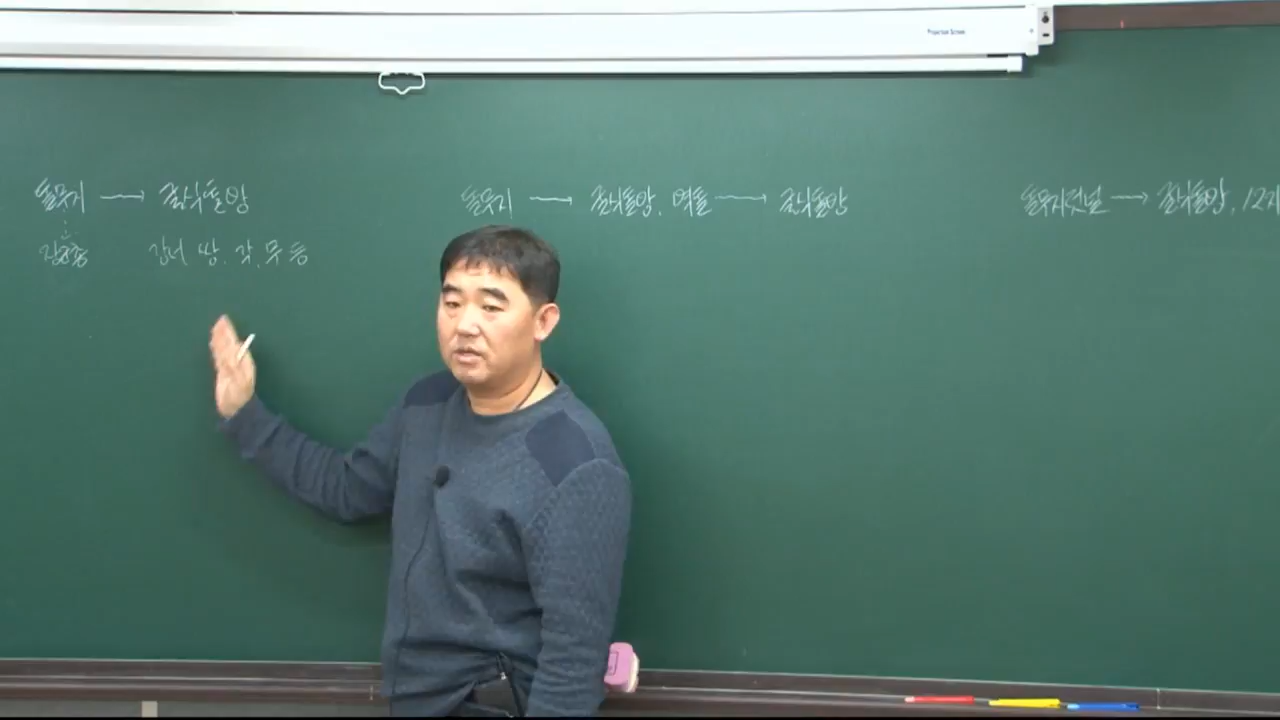 Projection Screen
돌무지 → 굴식돌방
장군총 강서, 쌍, 각, 무 등
돌무지 → 굴식돌방, 벽돌 → 굴식돌방
돌무지덧널 → 굴식돌방, 12지